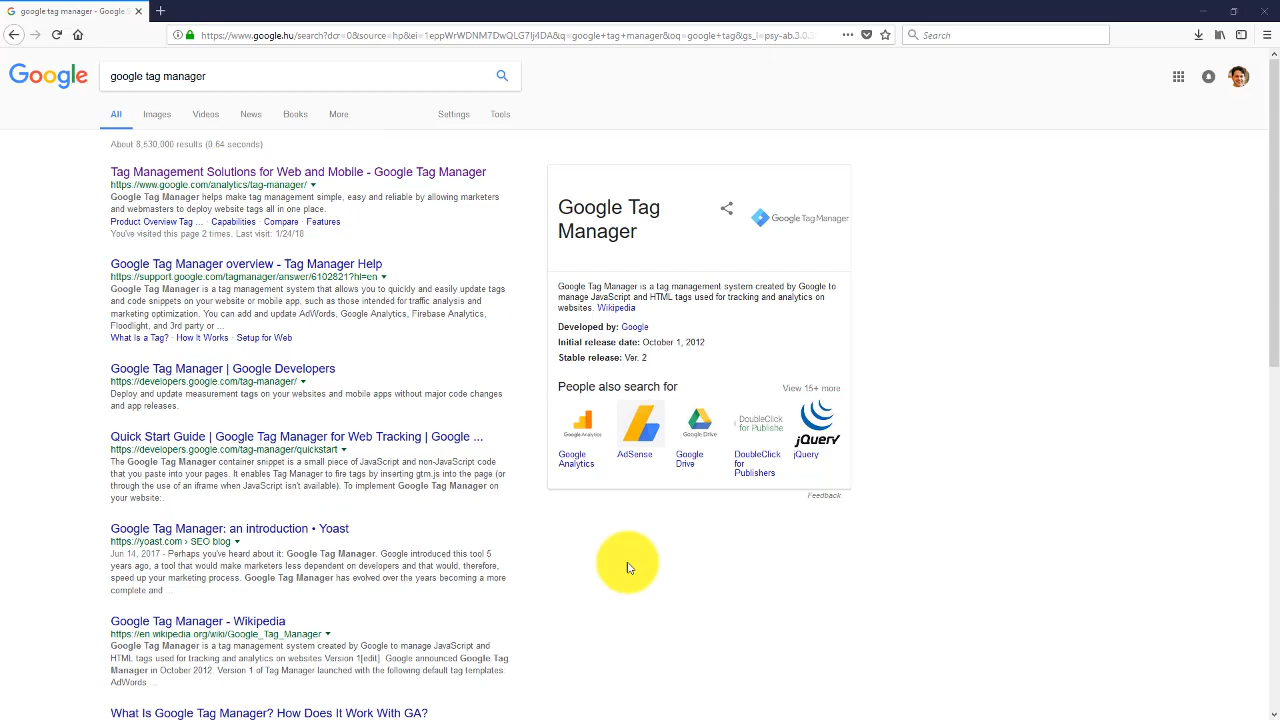 google tag manager - G
https://www.google.hu/search?dcr=0&source=hp&ei=1eppWrWDNM7DwQLG7Ij4DA&q=google+tag+manager&oq=google+tag&gs_l=psy-ab.3.0.35
Search
Google
google tag manager
All
Images
Videos
News
Books
More
Settings
Tools
About 8,530,000 results (0.64 seconds)
Tag Management Solutions for Web and Mobile - Google Tag Manager
https://www.google.com/analytics/tag-manager/
Google Tag Manager helps make tag management simple, easy and reliable by allowing marketers
and webmasters to deploy website tags all in one place.
Product Overview Tag ... · Capabilities · Compare · Features
You've visited this page 2 times. Last visit: 1/24/18
Google Tag Manager overview - Tag Manager Help
https://support.google.com/tagmanager/answer/6102821?hl=en
Google Tag Manager is a tag management system that allows you to quickly and easily update tags
and code snippets on your website or mobile app, such as those intended for traffic analysis and
marketing optimization. You can add and update AdWords, Google Analytics, Firebase Analytics,
Floodlight, and 3rd party or ...
What Is a Tag? · How It Works · Setup for Web
Google Tag Manager | Google Developers
https://developers.google.com/tag-manager/
Deploy and update measurement tags on your websites and mobile apps without major code changes
and app releases.
Quick Start Guide | Google Tag Manager for Web Tracking | Google ...
https://developers.google.com/tag-manager/quickstart
The Google Tag Manager container snippet is a small piece of JavaScript and non-JavaScript code
that you paste into your pages. It enables Tag Manager to fire tags by inserting gtm.js into the page (or
through the use of an iframe when JavaScript isn't available). To implement Google Tag Manager on
your website:.
Google Tag Manager: an introduction • Yoast
https://yoast.com › SEO blog
Jun 14, 2017 - Perhaps you've heard about it: Google Tag Manager. Google introduced this tool 5
years ago, a tool that would make marketers less dependent on developers and that would, therefore,
speed up your marketing process. Google Tag Manager has evolved over the years becoming a more
complete and ...
Google Tag Manager - Wikipedia
https://en.wikipedia.org/wiki/Google_Tag_Manager
Google Tag Manager is a tag management system created by Google to manage JavaScript and
HTML tags used for tracking and analytics on websites Version 1[edit]. Google announced Google Tag
Manager in October 2012. Version 1 of Tag Manager launched with the following default tag templates:
AdWords ...
What Is Google Tag Manager? How Does It Work With GA?
Google Tag
Manager
Google Tag Manager
Google Tag Manager is a tag management system created by Google to
manage JavaScript and HTML tags used for tracking and analytics on
websites. Wikipedia
Developed by: Google
Initial release date: October 1, 2012
Stable release: Ver. 2
People also search for
View 15+ more
Google Analytics
Google Drive
DoubleClick
for Publishe
jQuery
Google
Analytics
AdSense
Google
Drive
DoubleClick
for
Publishers
jQuery
Feedback